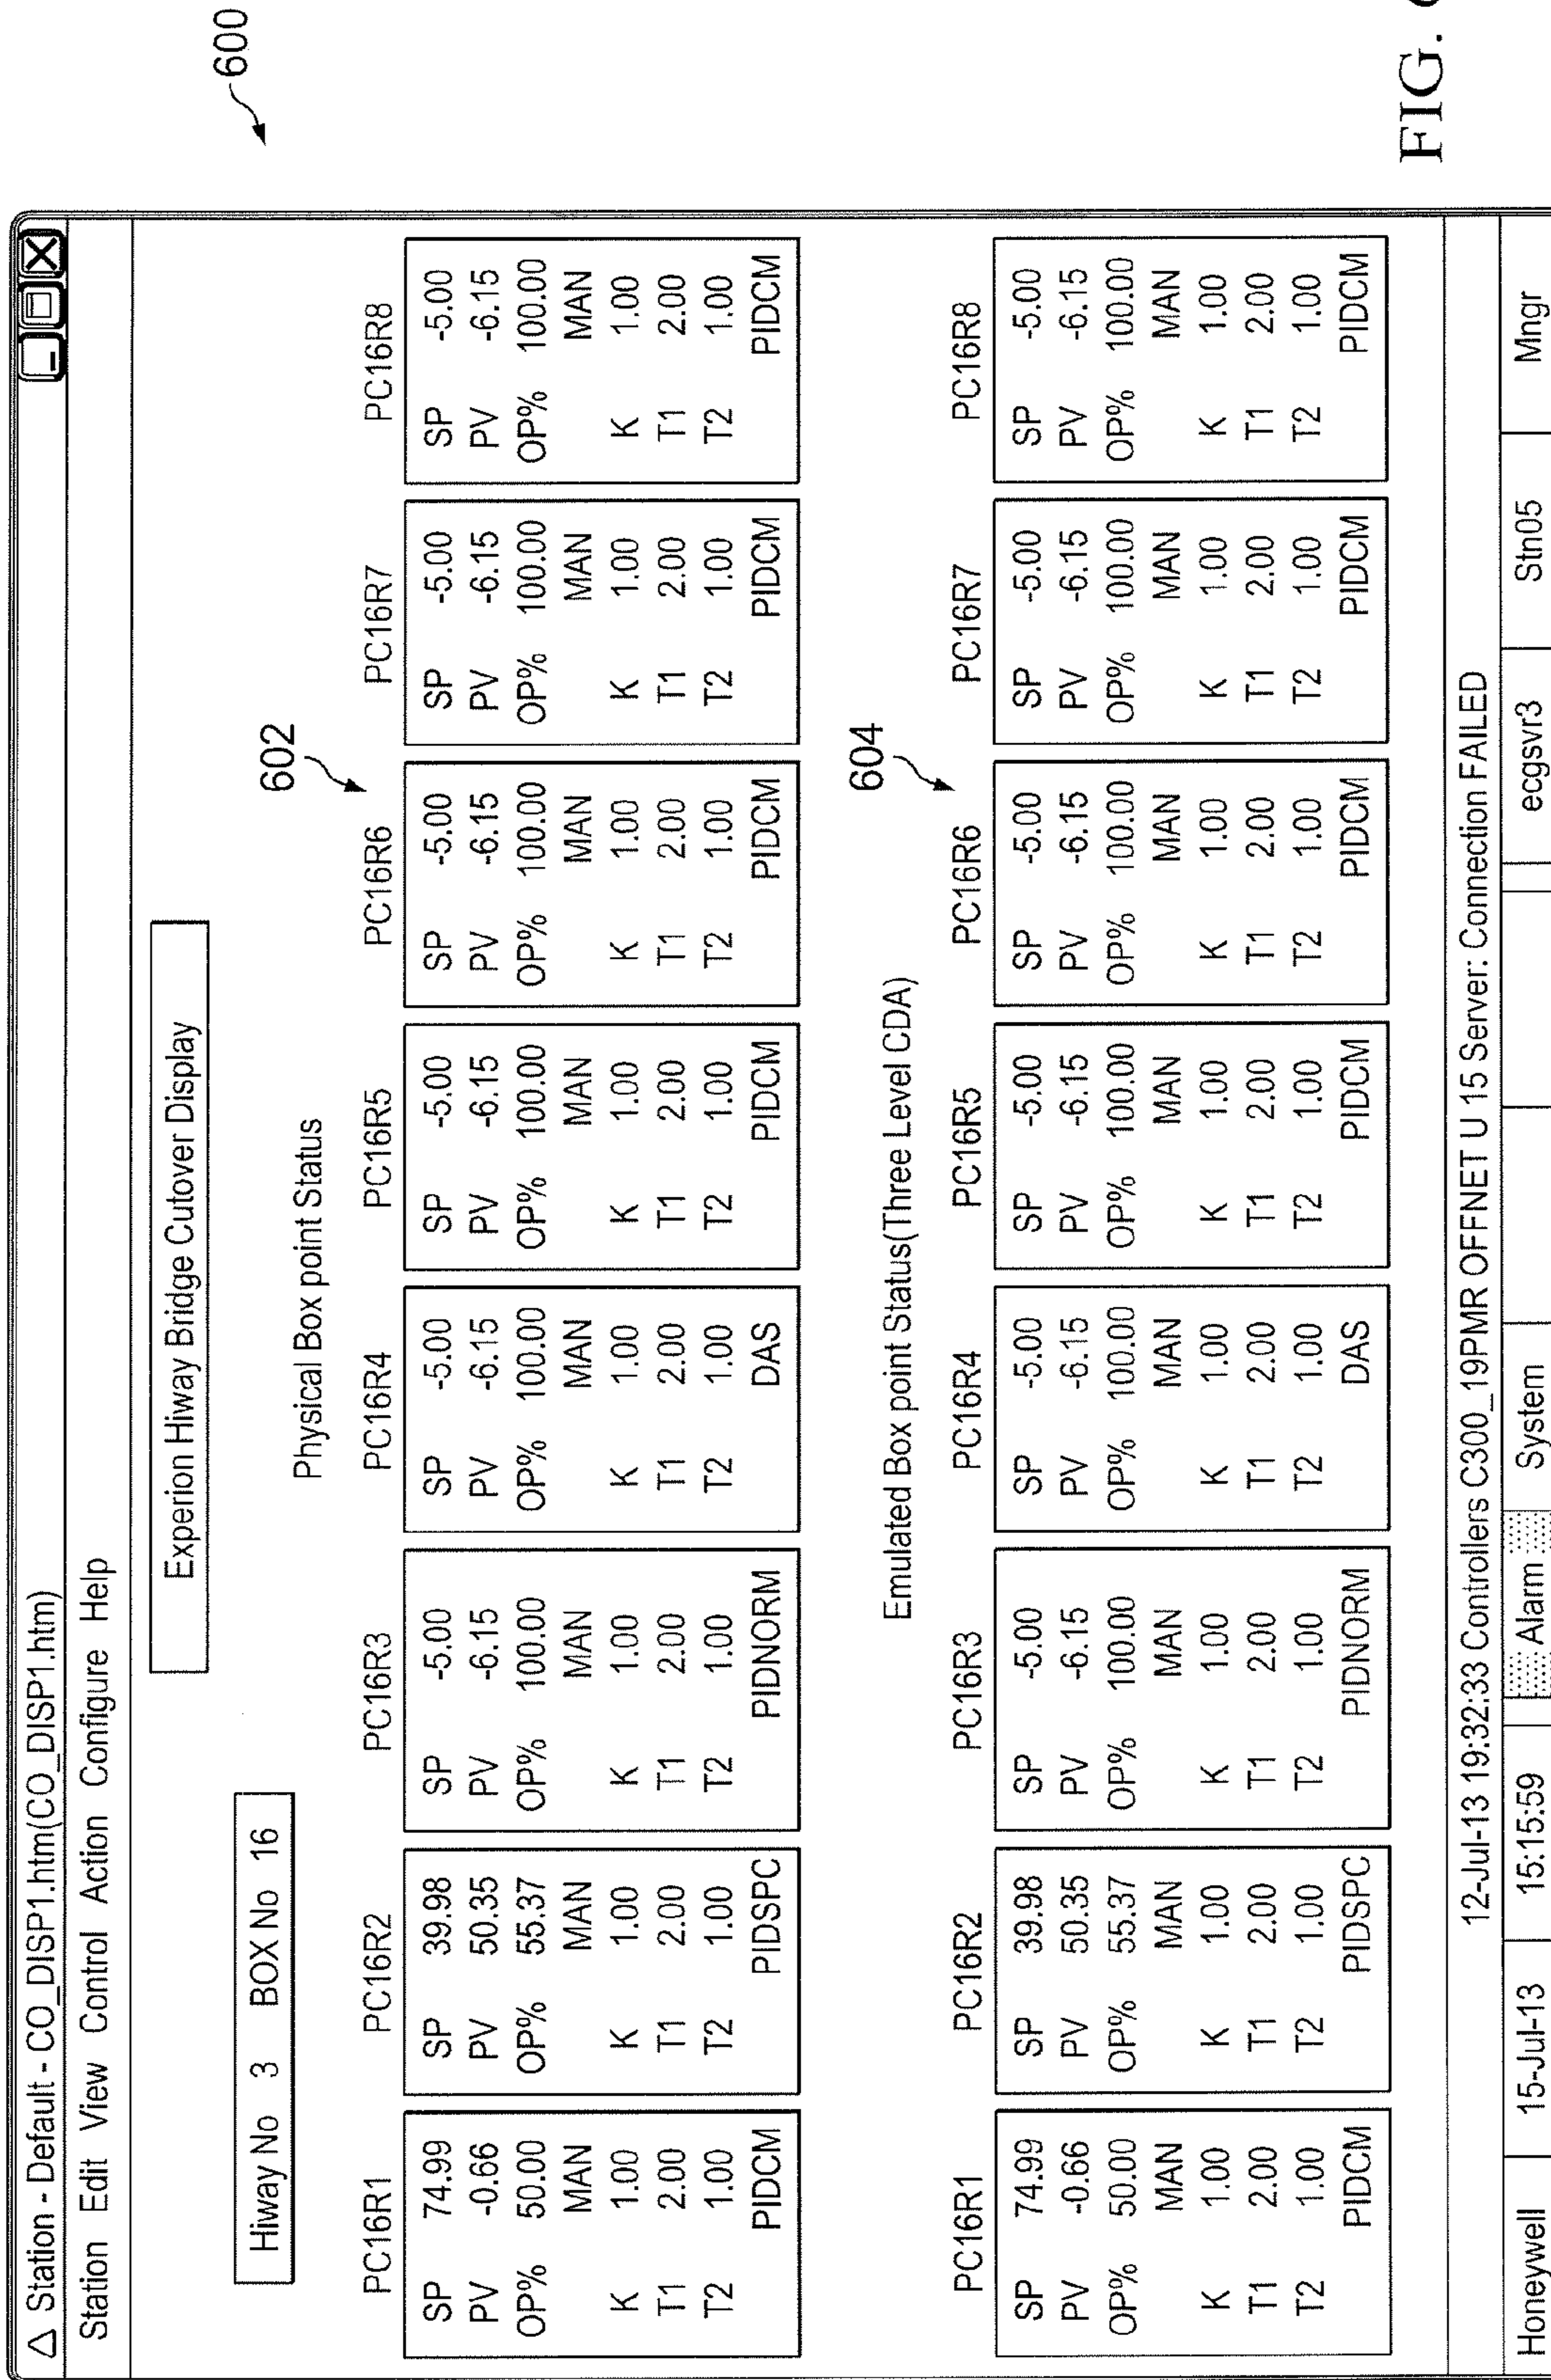 Station - Default - CO_DISP1.htm(CO_DISP1.htm)
Station Edit View Control Action Configure Help
Experion Hiway Bridge Cutover Display
600
Hiway No 3 BOX No 16
Physical Box point Status
602
PC16R1 PC16R2 PC16R3 PC16R4 PC16R5 PC16R6 PC16R7 PC16R8
SP 74.99 SP 39.98 SP -5.00 SP -5.00 SP -5.00 SP -5.00 SP -5.00 SP -5.00
PV -0.66 PV 50.35 PV -6.15 PV -6.15 PV -6.15 PV -6.15 PV -6.15 PV -6.15
OP% 50.00 OP% 55.37 OP% 100.00 OP% 100.00 OP% 100.00 OP% 100.00 OP% 100.00 OP% 100.00
MAN MAN MAN MAN MAN MAN MAN MAN
K 1.00 K 1.00 K 1.00 K 1.00 K 1.00 K 1.00 K 1.00 K 1.00
T1 2.00 T1 2.00 T1 2.00 T1 2.00 T1 2.00 T1 2.00 T1 2.00 T1 2.00
T2 1.00 T2 1.00 T2 1.00 T2 1.00 T2 1.00 T2 1.00 T2 1.00 T2 1.00
PIDCM PIDSPC PIDNORM DAS PIDCM PIDCM PIDCM PIDCM
Emulated Box point Status(Three Level CDA)
604
PC16R1 PC16R2 PC16R3 PC16R4 PC16R5 PC16R6 PC16R7 PC16R8
SP 74.99 SP 39.98 SP -5.00 SP -5.00 SP -5.00 SP -5.00 SP -5.00 SP -5.00
PV -0.66 PV 50.35 PV -6.15 PV -6.15 PV -6.15 PV -6.15 PV -6.15 PV -6.15
OP% 50.00 OP% 55.37 OP% 100.00 OP% 100.00 OP% 100.00 OP% 100.00 OP% 100.00 OP% 100.00
MAN MAN MAN MAN MAN MAN MAN MAN
K 1.00 K 1.00 K 1.00 K 1.00 K 1.00 K 1.00 K 1.00 K 1.00
T1 2.00 T1 2.00 T1 2.00 T1 2.00 T1 2.00 T1 2.00 T1 2.00 T1 2.00
T2 1.00 T2 1.00 T2 1.00 T2 1.00 T2 1.00 T2 1.00 T2 1.00 T2 1.00
PIDCM PIDSPC PIDNORM DAS PIDCM PIDCM PIDCM PIDCM
12-Jul-13 19:32:33 Controllers C300_19PMR OFFNET U 15 Server: Connection FAILED
Honeywell 15-Jul-13 15:15:59 Alarm System ecgsvr3 Stn05 Mngr
FIG.